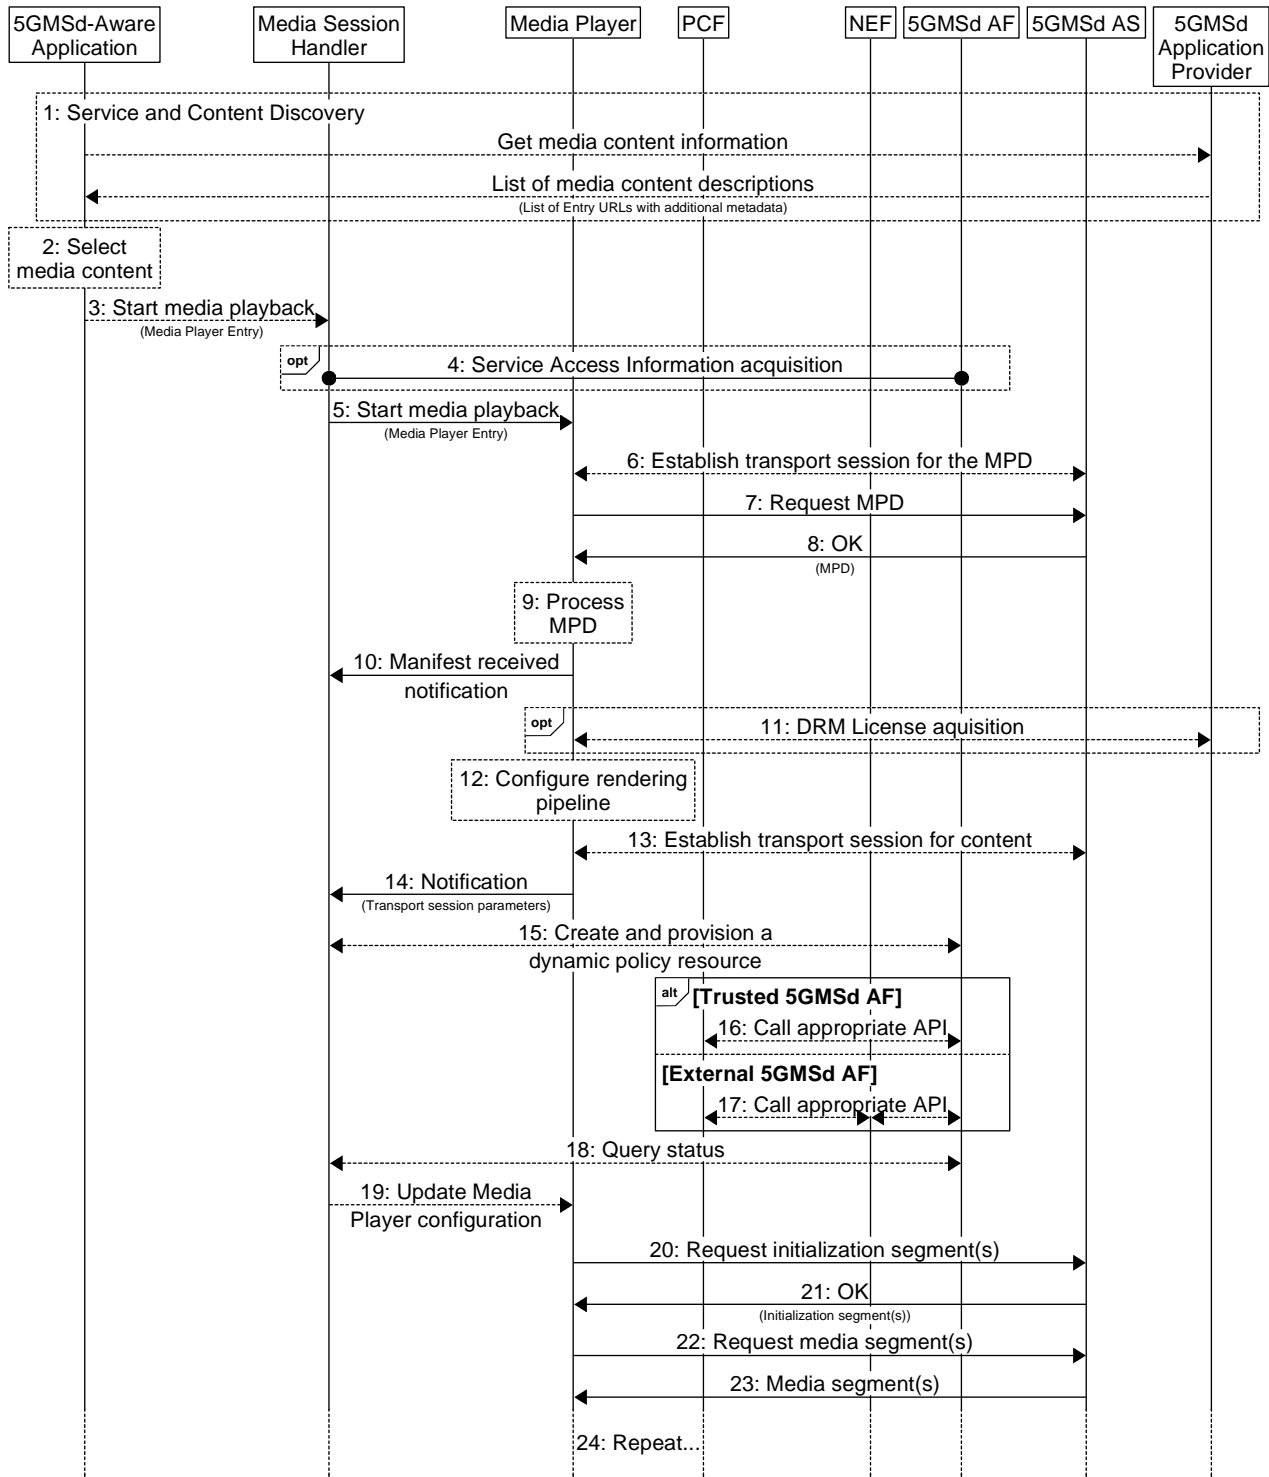 5GMSd-Aware
Application
Media Session
Handler
Media Player
PCF
NEF
5GMSd AF
5GMSd AS
5GMSd
Application
Provider
1: Service and Content Discovery
Get media content information
List of media content descriptions
(List of Entry URLs with additional metadata)
2: Select
media content
3: Start media playback
(Media Player Entry)
opt
4: Service Access Information acquisition
5: Start media playback
(Media Player Entry)
6: Establish transport session for the MPD
7: Request MPD
8: OK
(MPD)
9: Process
MPD
10: Manifest received
notification
opt
11: DRM License aquisition
12: Configure rendering
pipeline
13: Establish transport session for content
14: Notification
(Transport session parameters)
15: Create and provision a
dynamic policy resource
alt
[Trusted 5GMSd AF]
16: Call appropriate API
[External 5GMSd AF]
17: Call appropriate API
18: Query status
19: Update Media
Player configuration
20: Request initialization segment(s)
21: OK
(Initialization segment(s))
22: Request media segment(s)
23: Media segment(s)
24: Repeat...